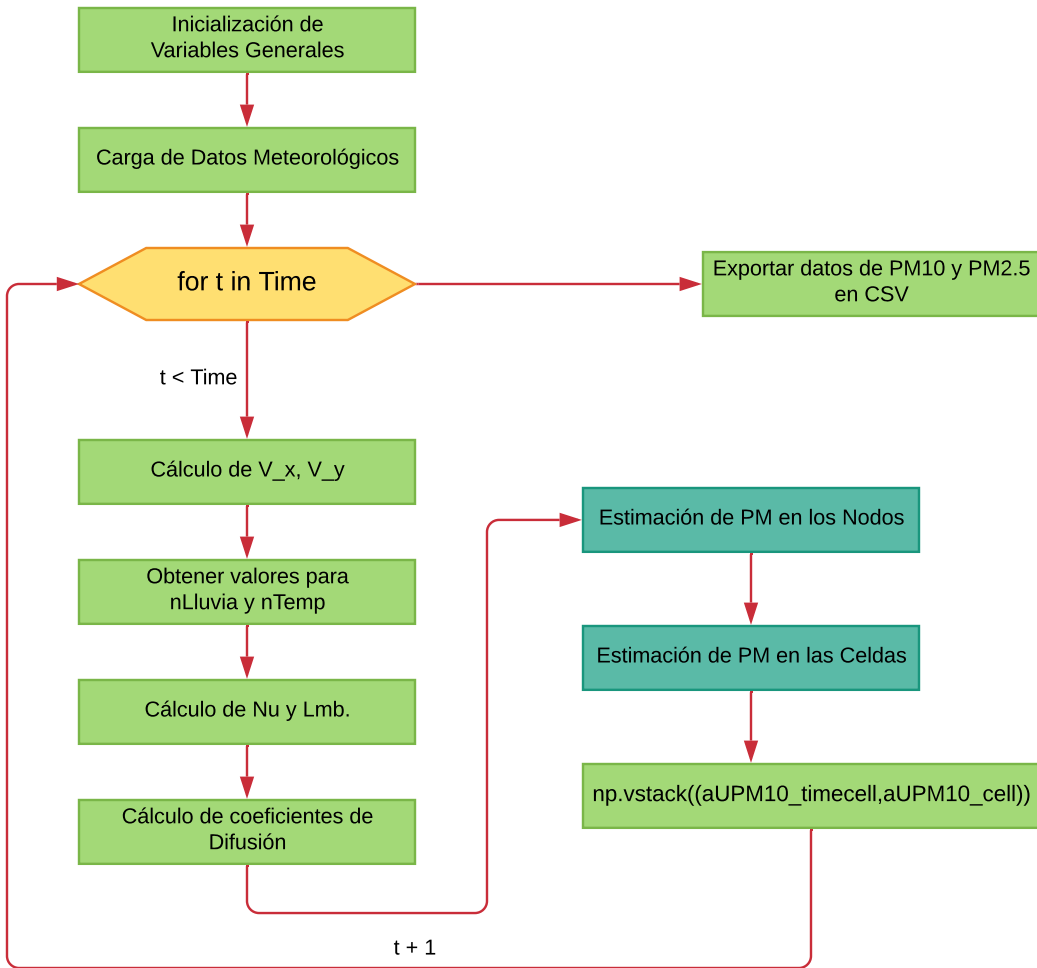 Inicialización de
Variables Generales
Carga de Datos Meteorológicos
for t in Time
Exportar datos de PM10 y PM2.5
en CSV
t < Time
Cálculo de V_x, V_y
Obtener valores para
nLluvia y nTemp
Cálculo de Nu y Lmb.
Cálculo de coeficientes de
Difusión
Estimación de PM en los Nodos
Estimación de PM en las Celdas
np.vstack((aUPM10_timecell,aUPM10_cell))
t + 1